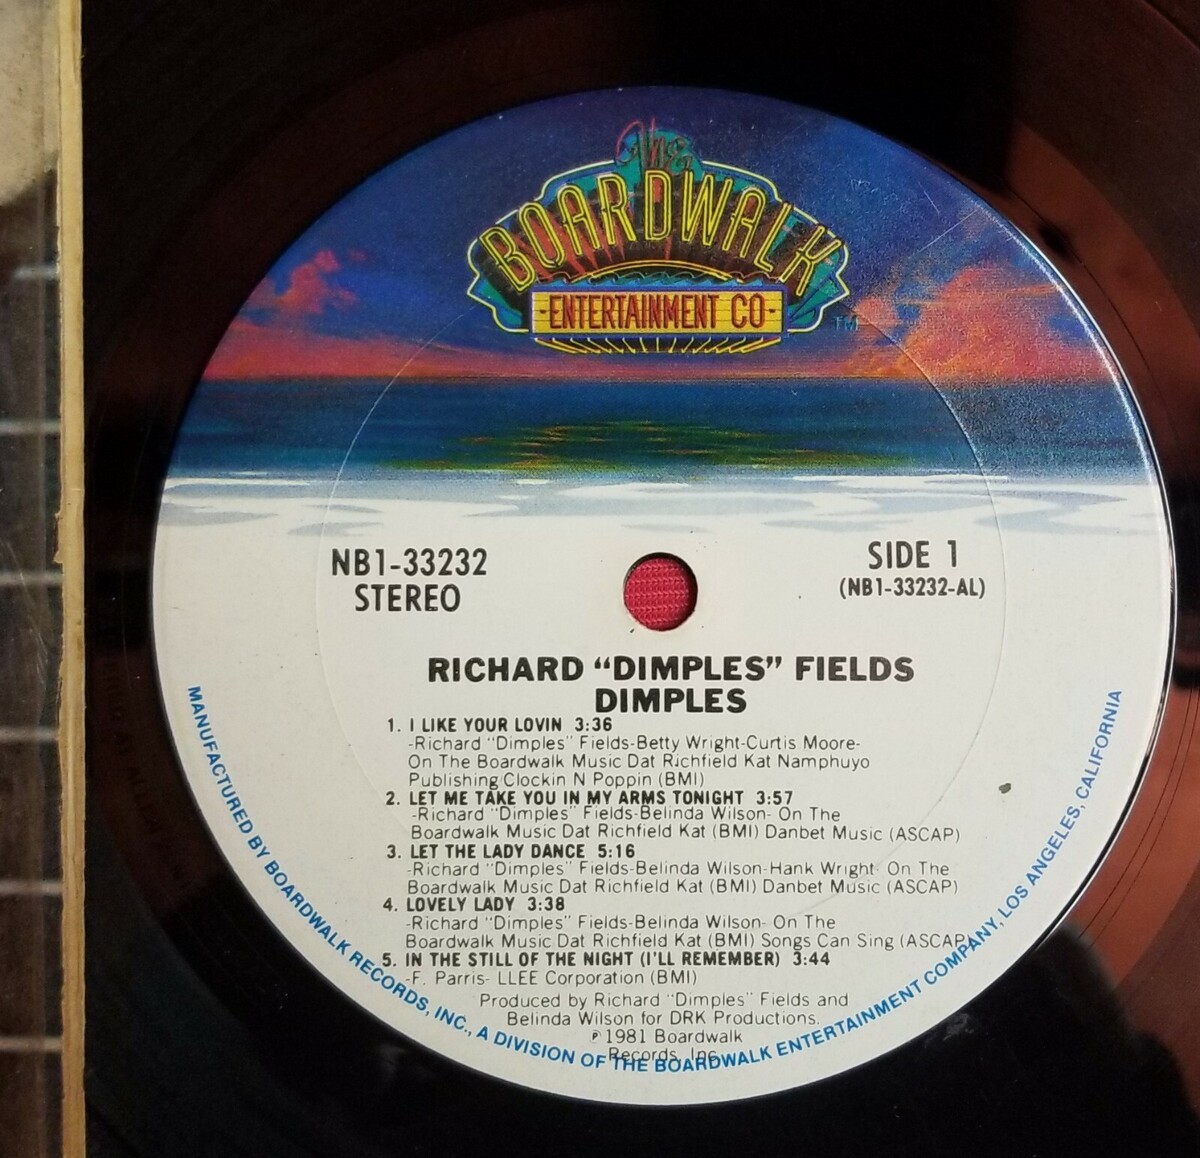 The
BOARDWALK
-ENTERTAINMENT CO-
TM
NB1-33232
STEREO
SIDE 1
(NB1-33232-AL)
RICHARD “DIMPLES” FIELDS
DIMPLES
1. I LIKE YOUR LOVIN 3:36
-Richard "Dimples" Fields-Betty Wright-Curtis Moore-
On The Boardwalk Music Dat Richfield Kat Namphuyo
Publishing/Clockin N Poppin (BMI)
2. LET ME TAKE YOU IN MY ARMS TONIGHT 3:57
-Richard "Dimples" Fields-Belinda Wilson- On The
Boardwalk Music Dat Richfield Kat (BMI) Danbet Music (ASCAP)
3. LET THE LADY DANCE 5:16
-Richard "Dimples" Fields-Belinda Wilson-Hank Wright- On The
Boardwalk Music Dat Richfield Kat (BMI) Danbet Music (ASCAP)
4. LOVELY LADY 3:38
-Richard "Dimples" Fields-Belinda Wilson- On The
Boardwalk Music Dat Richfield Kat (BMI) Songs Can Sing (ASCAP)
5. IN THE STILL OF THE NIGHT (I'LL REMEMBER) 3:44
-F. Parris- LLEE Corporation (BMI)
Produced by Richard "Dimples" Fields and
Belinda Wilson for DRK Productions.
℗ 1981 Boardwalk
Records, Inc.
MANUFACTURED BY BOARDWALK RECORDS, INC., A DIVISION OF THE BOARDWALK ENTERTAINMENT COMPANY, LOS ANGELES, CALIFORNIA